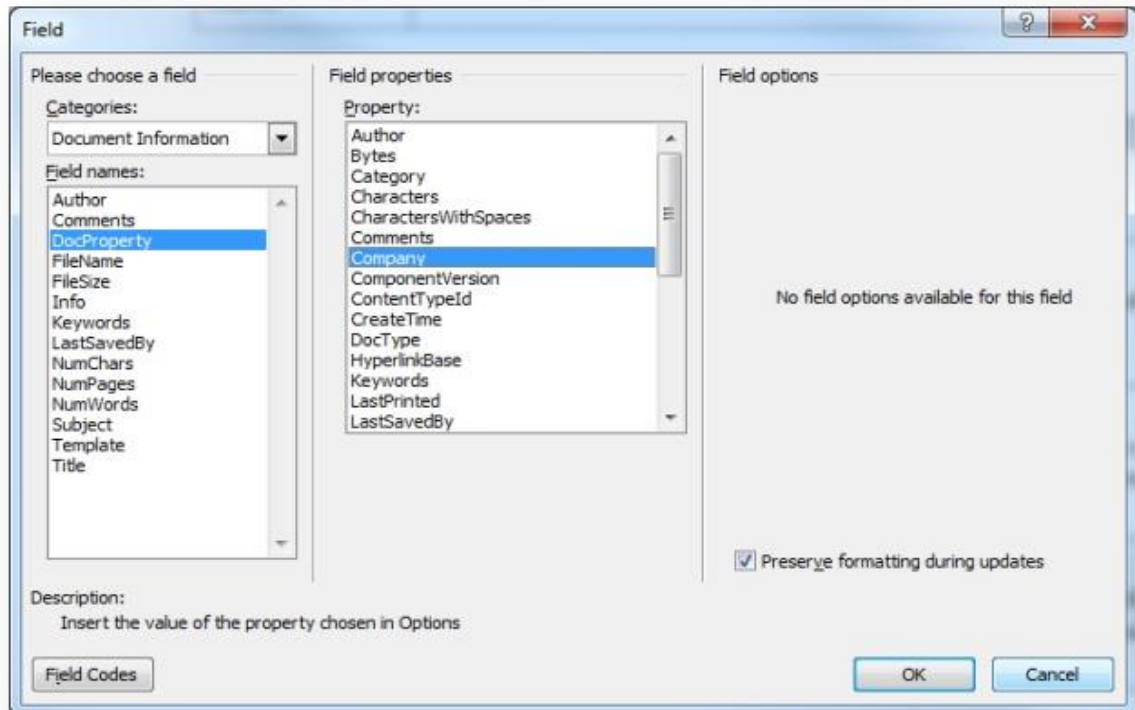 Field
Please choose a field
Categories:
Document Information
Field names:
Author
Comments
DocProperty
FileName
FileSize
Info
Keywords
LastSavedBy
NumChars
NumPages
NumWords
Subject
Template
Title
Field properties
Property:
Author
Bytes
Category
Characters
CharactersWithSpaces
Comments
Company
ComponentVersion
ContentTypeId
CreateTime
DocType
HyperlinkBase
Keywords
LastPrinted
LastSavedBy
Field options
No field options available for this field
Preserve formatting during updates
Description:
Insert the value of the property chosen in Options
Field Codes
OK
Cancel